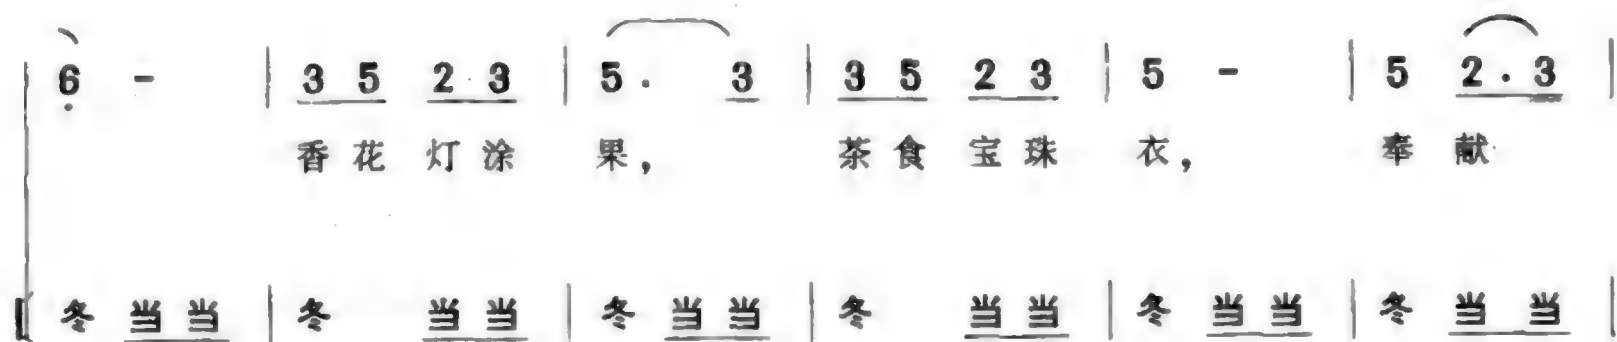 6 - | 3 5 2 3 | 5 · 3 | 3 5 2 3 | 5 - | 5 2 · 3 |
香花 灯涂 果， 茶食 宝珠 衣， 奉献
冬 当当 | 冬 当当 | 冬 当当 | 冬 当当 | 冬 当当 | 冬 当当 |